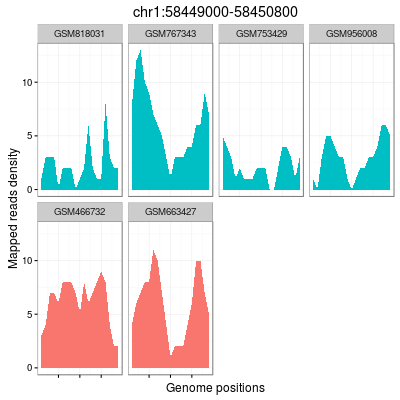 chr1:58449000-58450800
GSM818031 GSM767343 GSM753429 GSM956008
10
5
0
GSM466732 GSM663427
10
5
0
Mapped reads density
Genome positions